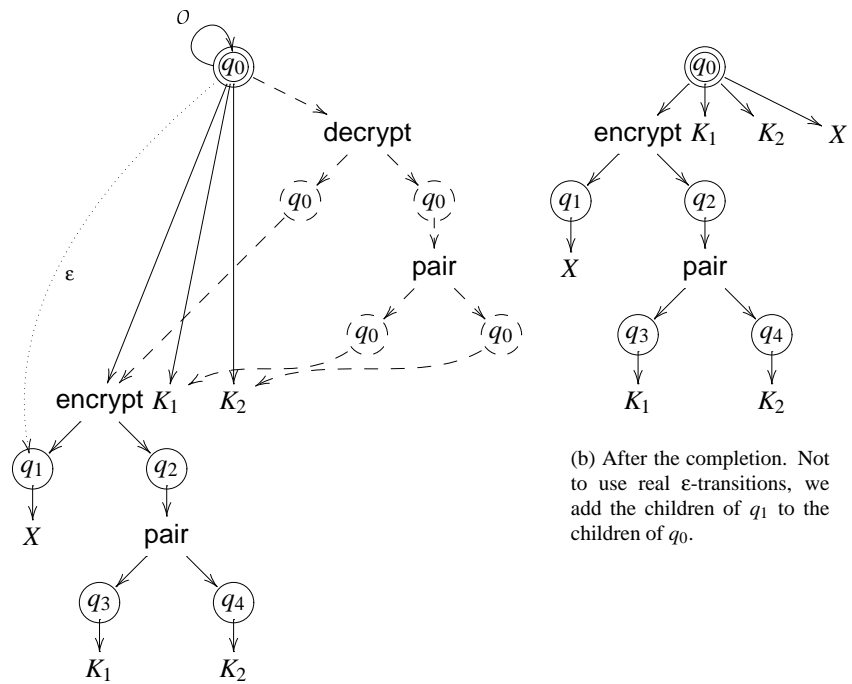 𝒪
q0
q0
decrypt
encrypt K1 K2 X
q0 q0
q1 q2
ε
pair
X pair
q0 q0
q3 q4
encrypt K1 K2
K1 K2
q1 q2
(b) After the completion. Not
to use real ε-transitions, we
add the children of q1 to the
children of q0.
X pair
q3 q4
K1 K2